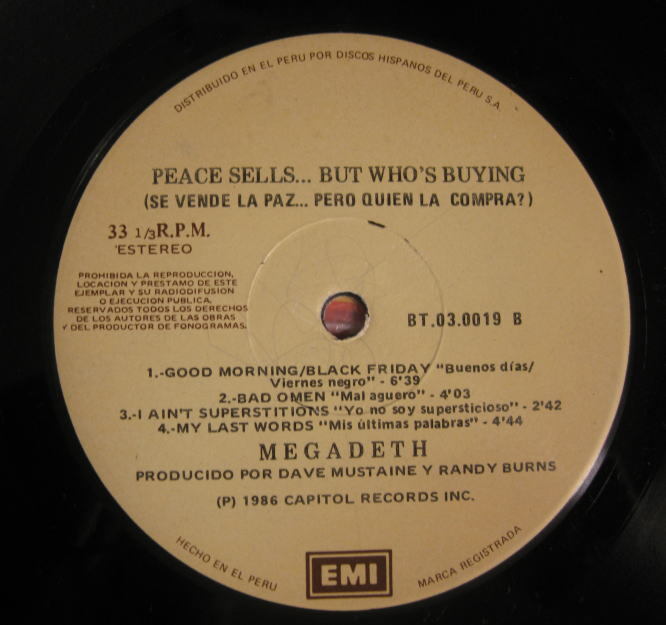 DISTRIBUIDO EN EL PERU POR DISCOS HISPANOS DEL PERU S.A.
PEACE SELLS... BUT WHO'S BUYING
(SE VENDE LA PAZ... PERO QUIEN LA COMPRA?)
33 1/3 R.P.M.
ESTEREO
PROHIBIDA LA REPRODUCCION,
LOCACION Y PRESTAMO DE ESTE
EJEMPLAR Y SU RADIODIFUSION
O EJECUCION PUBLICA,
RESERVADOS TODOS LOS DERECHOS
DE LOS AUTORES DE LAS OBRAS
Y DEL PRODUCTOR DE FONOGRAMAS.
BT.03.0019 B
1.-GOOD MORNING/BLACK FRIDAY "Buenos días/
Viernes negro" - 6'39
2.-BAD OMEN "Mal aguero" - 4'03
3.-I AIN'T SUPERSTITIONS "Yo no soy supersticioso" - 2'42
4.-MY LAST WORDS "Mis últimas palabras" - 4'44
MEGADETH
PRODUCIDO POR DAVE MUSTAINE Y RANDY BURNS
(P) 1986 CAPITOL RECORDS INC.
HECHO EN EL PERU
EMI
MARCA REGISTRADA